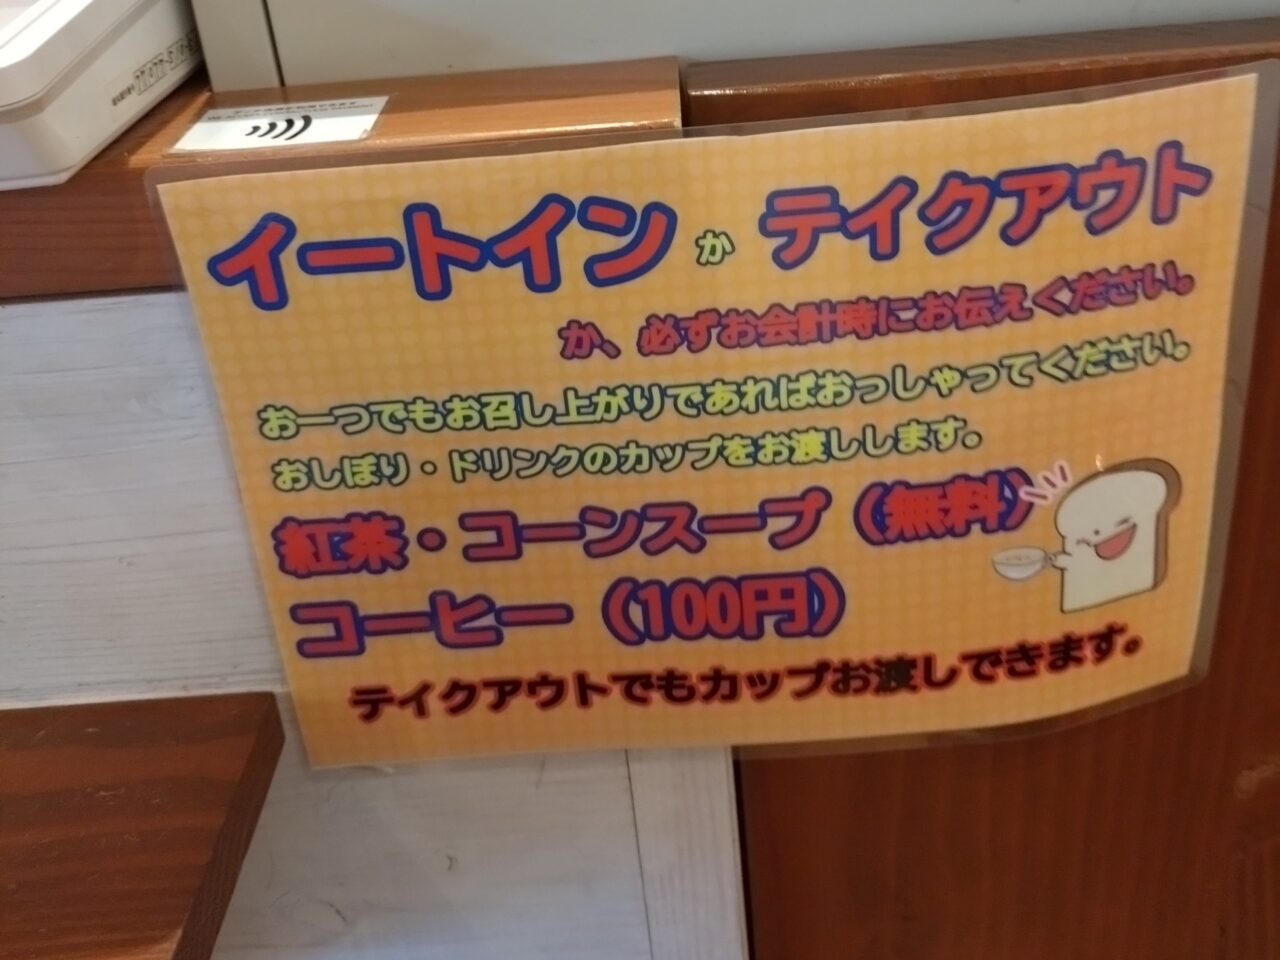 イートイン か テイクアウト
か、必ずお会計時にお伝えください。
お一つでもお召し上がりであればおっしゃってください。
おしぼり・ドリンクのカップをお渡しします。
紅茶・コーンスープ（無料）
コーヒー（100円）
テイクアウトでもカップお渡しできます。